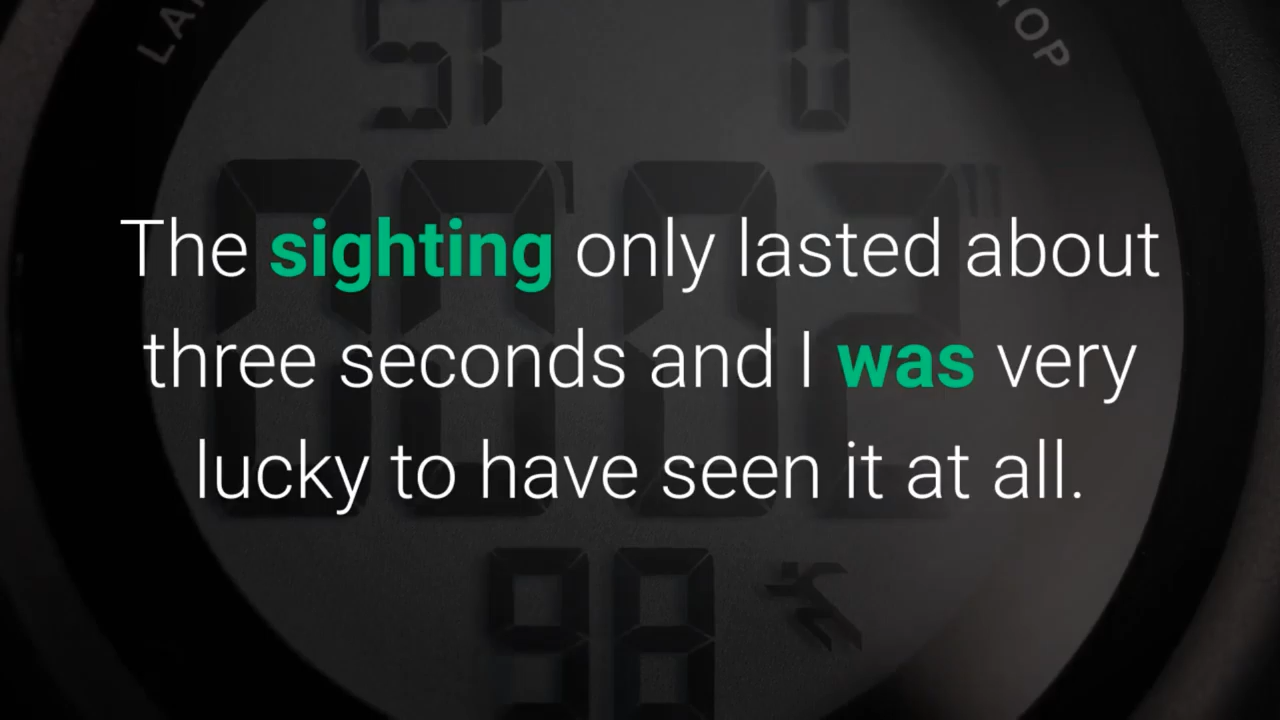 The sighting only lasted about
three seconds and I was very
lucky to have seen it at all.